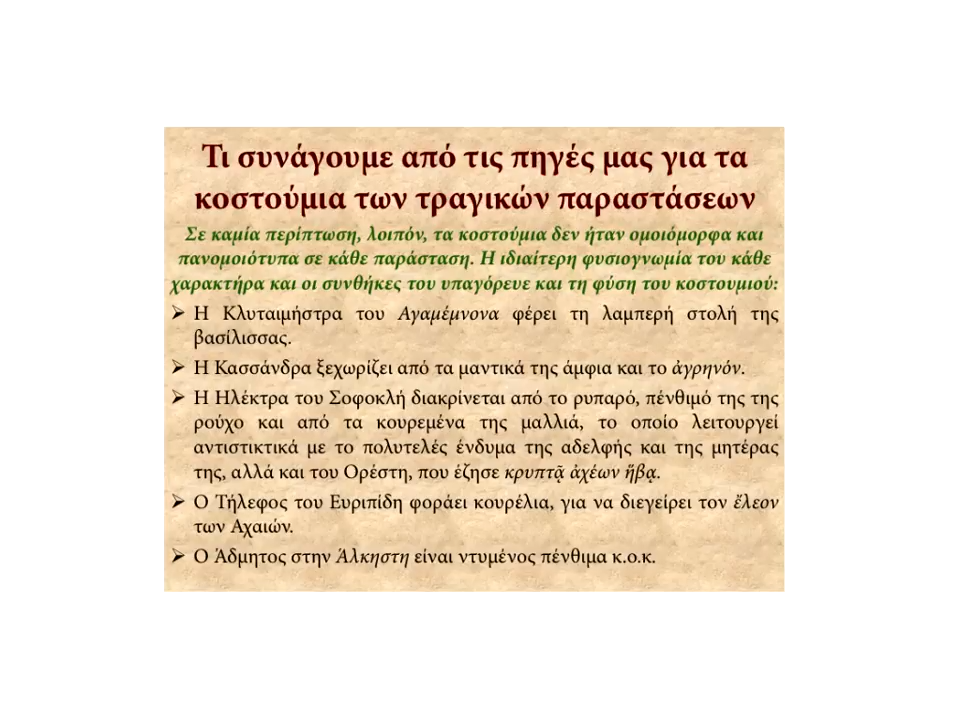 Τι συνάγουμε από τις πηγές μας για τα
κοστούμια των τραγικών παραστάσεων
Σε καμία περίπτωση, λοιπόν, τα κοστούμια δεν ήταν ομοιόμορφα και
πανομοιότυπα σε κάθε παράσταση. Η ιδιαίτερη φυσιογνωμία του κάθε
χαρακτήρα και οι συνθήκες του υπαγόρευε και τη φύση του κοστουμιού:
➢ Η Κλυταιμήστρα του Αγαμέμνονα φέρει τη λαμπερή στολή της
βασίλισσας.
➢ Η Κασσάνδρα ξεχωρίζει από τα μαντικά της άμφια και το ἀγρηνόν.
➢ Η Ηλέκτρα του Σοφοκλή διακρίνεται από το ρυπαρό, πένθιμό της της
ρούχο και από τα κουρεμένα της μαλλιά, το οποίο λειτουργεί
αντιστικτικά με το πολυτελές ένδυμα της αδελφής και της μητέρας
της, αλλά και του Ορέστη, που έζησε κρυπτᾷ ἀχέων ἥβᾳ.
➢ Ο Τήλεφος του Ευριπίδη φοράει κουρέλια, για να διεγείρει τον ἔλεον
των Αχαιών.
➢ Ο Άδμητος στην Άλκηστη είναι ντυμένος πένθιμα κ.ο.κ.